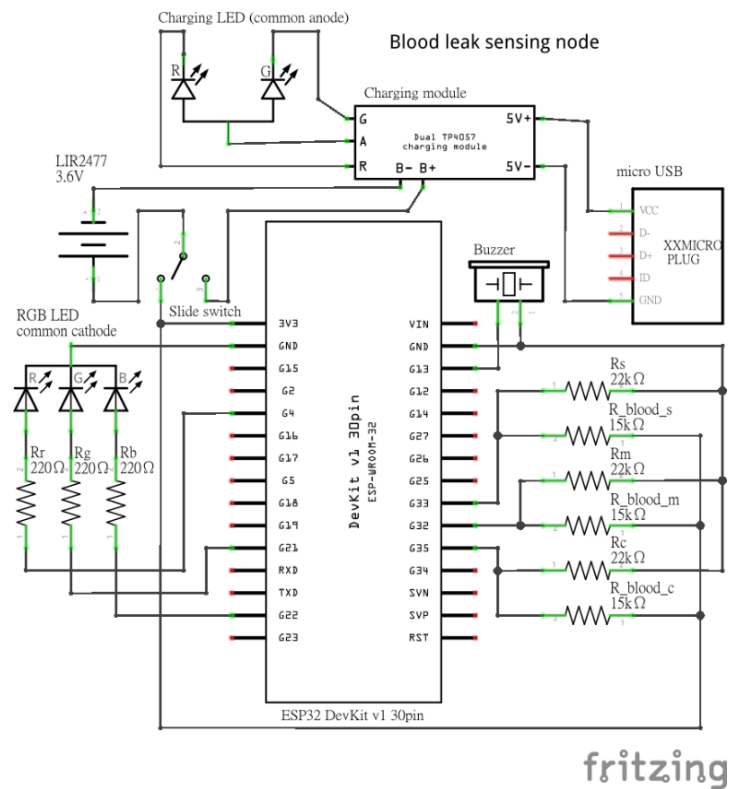 Charging LED (common anode)
Blood leak sensing node
R
G
Charging module
G
A
R
Dual TP4057
charging module
B- B+
5V+
5V-
LIR2477
3.6V
micro USB
VCC
D-
D+
ID
GND
XXMICRO
PLUG
Slide switch
Buzzer
RGB LED
common cathode
R
G
B
Rr
220Ω
Rg
220Ω
Rb
220Ω
3V3
GND
G15
G2
G4
G16
G17
G5
G18
G19
G21
RXD
TXD
G22
G23
DevKit v1 30pin
ESP-WROOM-32
VIN
GND
G13
G12
G14
G27
G26
G25
G33
G32
G35
G34
SVN
SVP
RST
Rs
22kΩ
R_blood_s
15kΩ
Rm
22kΩ
R_blood_m
15kΩ
Rc
22kΩ
R_blood_c
15kΩ
ESP32 DevKit v1 30pin
fritzing